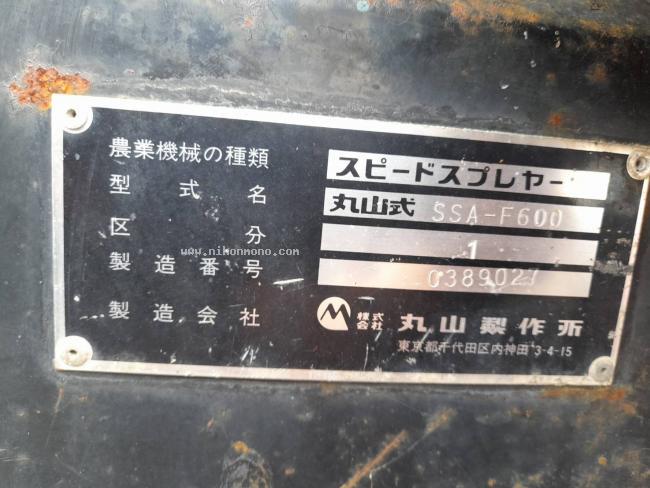 農業機械の種類 スピードスプレヤー
型式名 丸山式 SSA-F600
区分 1
www.nikonmono.com
製造番号 0389027
製造会社 株式会社 丸山製作所
東京都千代田区内神田3-4-15